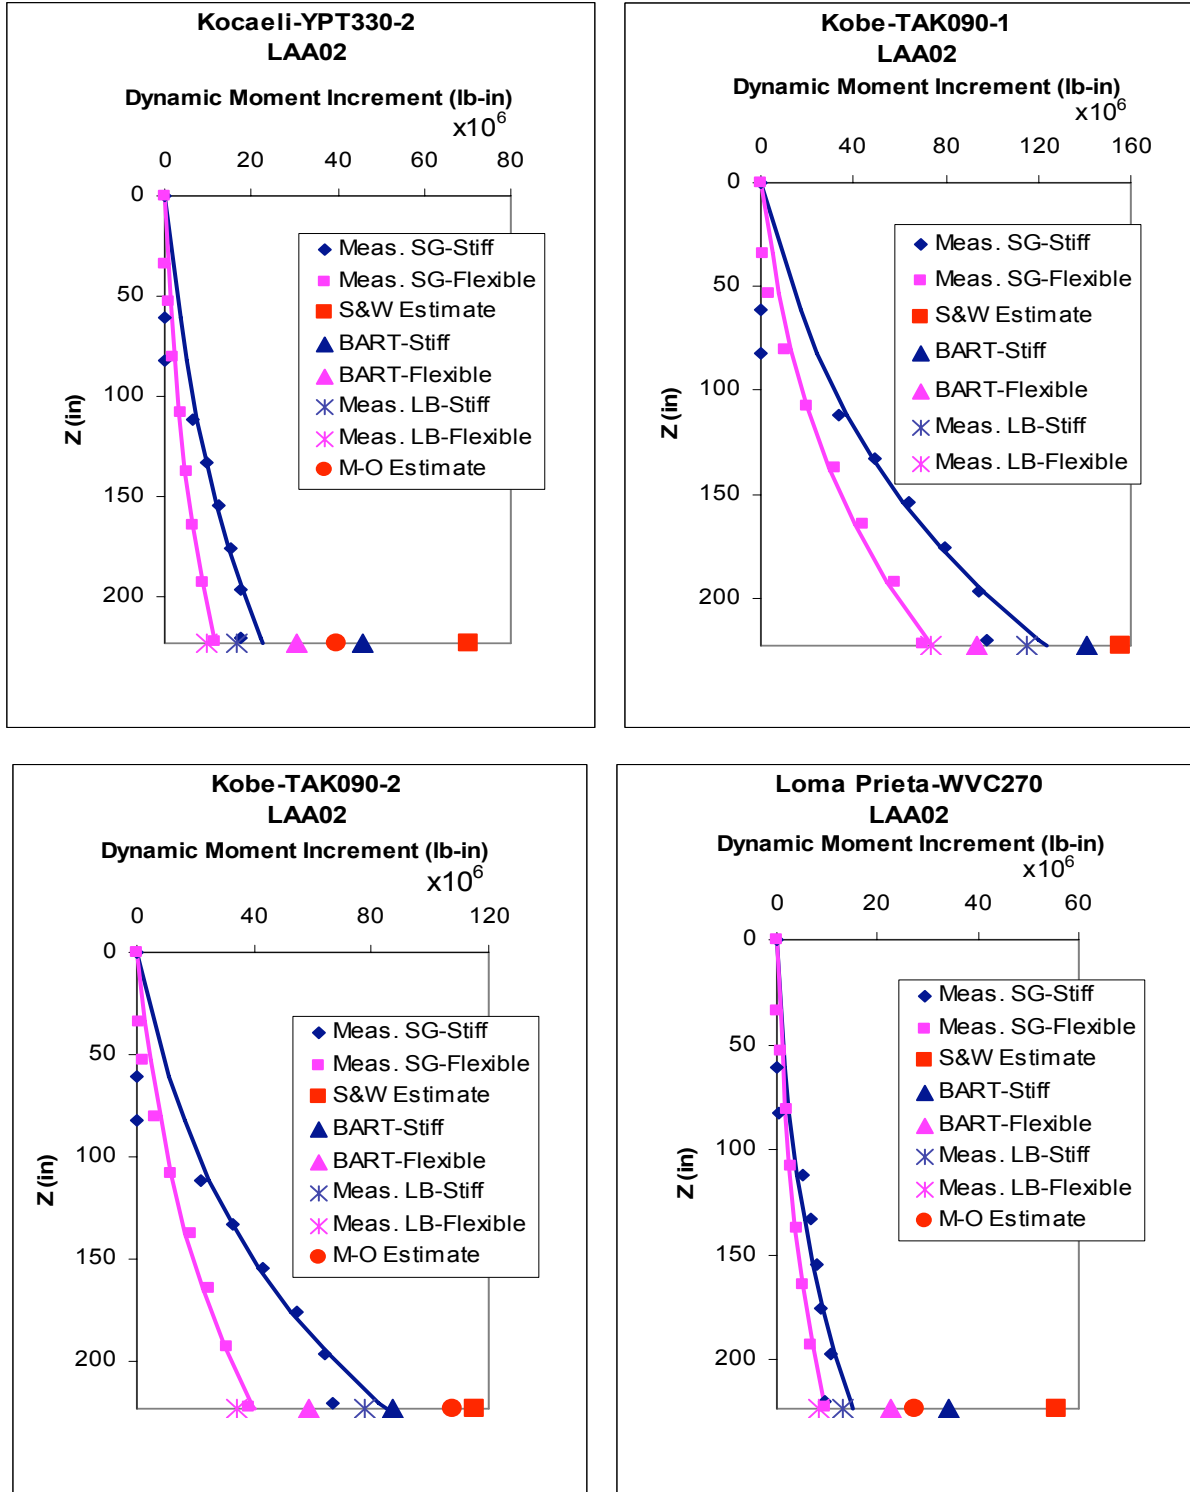 Kocaeli-YPT330-2
LAA02
Dynamic Moment Increment (lb-in)
x10^6
0 20 40 60 80
0
50
100
150
200
Z (in)
Meas. SG-Stiff
Meas. SG-Flexible
S&W Estimate
BART-Stiff
BART-Flexible
Meas. LB-Stiff
Meas. LB-Flexible
M-O Estimate
Kobe-TAK090-1
LAA02
Dynamic Moment Increment (lb-in)
x10^6
0 40 80 120 160
0
50
100
150
200
Z (in)
Meas. SG-Stiff
Meas. SG-Flexible
S&W Estimate
BART-Stiff
BART-Flexible
Meas. LB-Stiff
Meas. LB-Flexible
Kobe-TAK090-2
LAA02
Dynamic Moment Increment (lb-in)
x10^6
0 40 80 120
0
50
100
150
200
Z (in)
Meas. SG-Stiff
Meas. SG-Flexible
S&W Estimate
BART-Stiff
BART-Flexible
Meas. LB-Stiff
Meas. LB-Flexible
M-O Estimate
Loma Prieta-WVC270
LAA02
Dynamic Moment Increment (lb-in)
x10^6
0 20 40 60
0
50
100
150
200
Z (in)
Meas. SG-Stiff
Meas. SG-Flexible
S&W Estimate
BART-Stiff
BART-Flexible
Meas. LB-Stiff
Meas. LB-Flexible
M-O Estimate